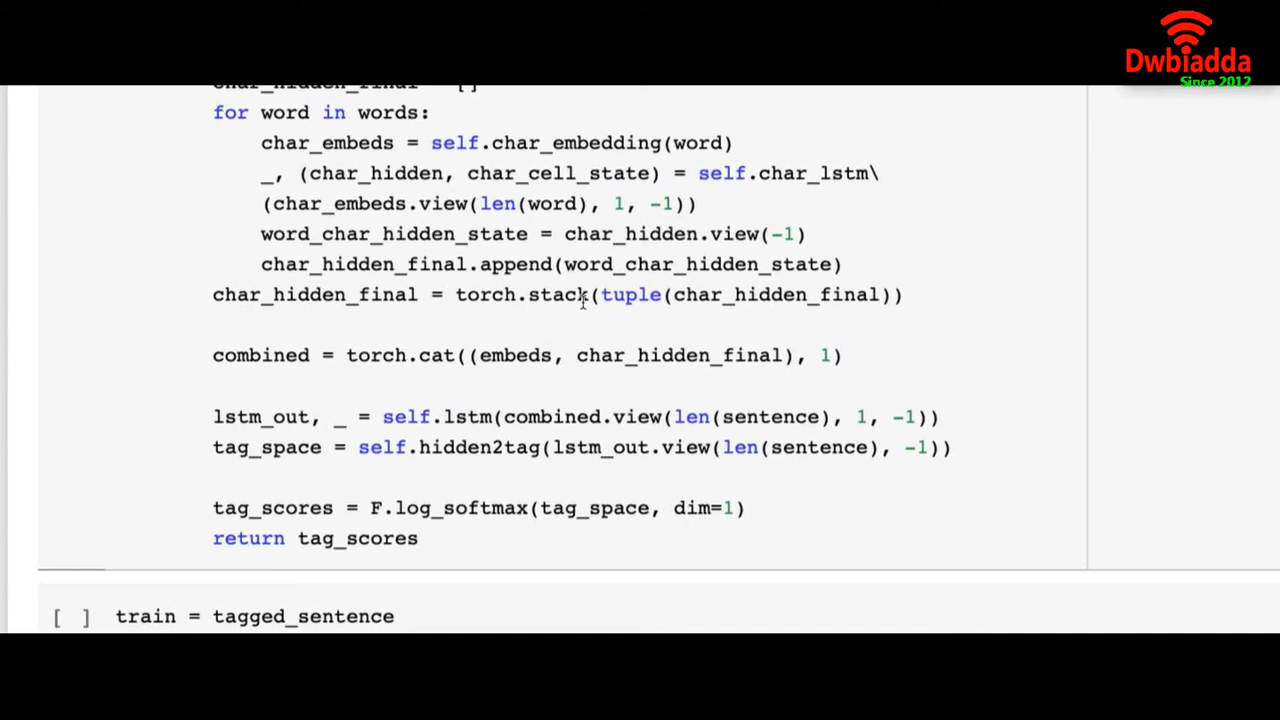 Dwbiadda
Since 2012
char_hidden_final = []
for word in words:
char_embeds = self.char_embedding(word)
_, (char_hidden, char_cell_state) = self.char_lstm\
(char_embeds.view(len(word), 1, -1))
word_char_hidden_state = char_hidden.view(-1)
char_hidden_final.append(word_char_hidden_state)
char_hidden_final = torch.stack(tuple(char_hidden_final))
combined = torch.cat((embeds, char_hidden_final), 1)
lstm_out, _ = self.lstm(combined.view(len(sentence), 1, -1))
tag_space = self.hidden2tag(lstm_out.view(len(sentence), -1))
tag_scores = F.log_softmax(tag_space, dim=1)
return tag_scores
[ ] train = tagged_sentence